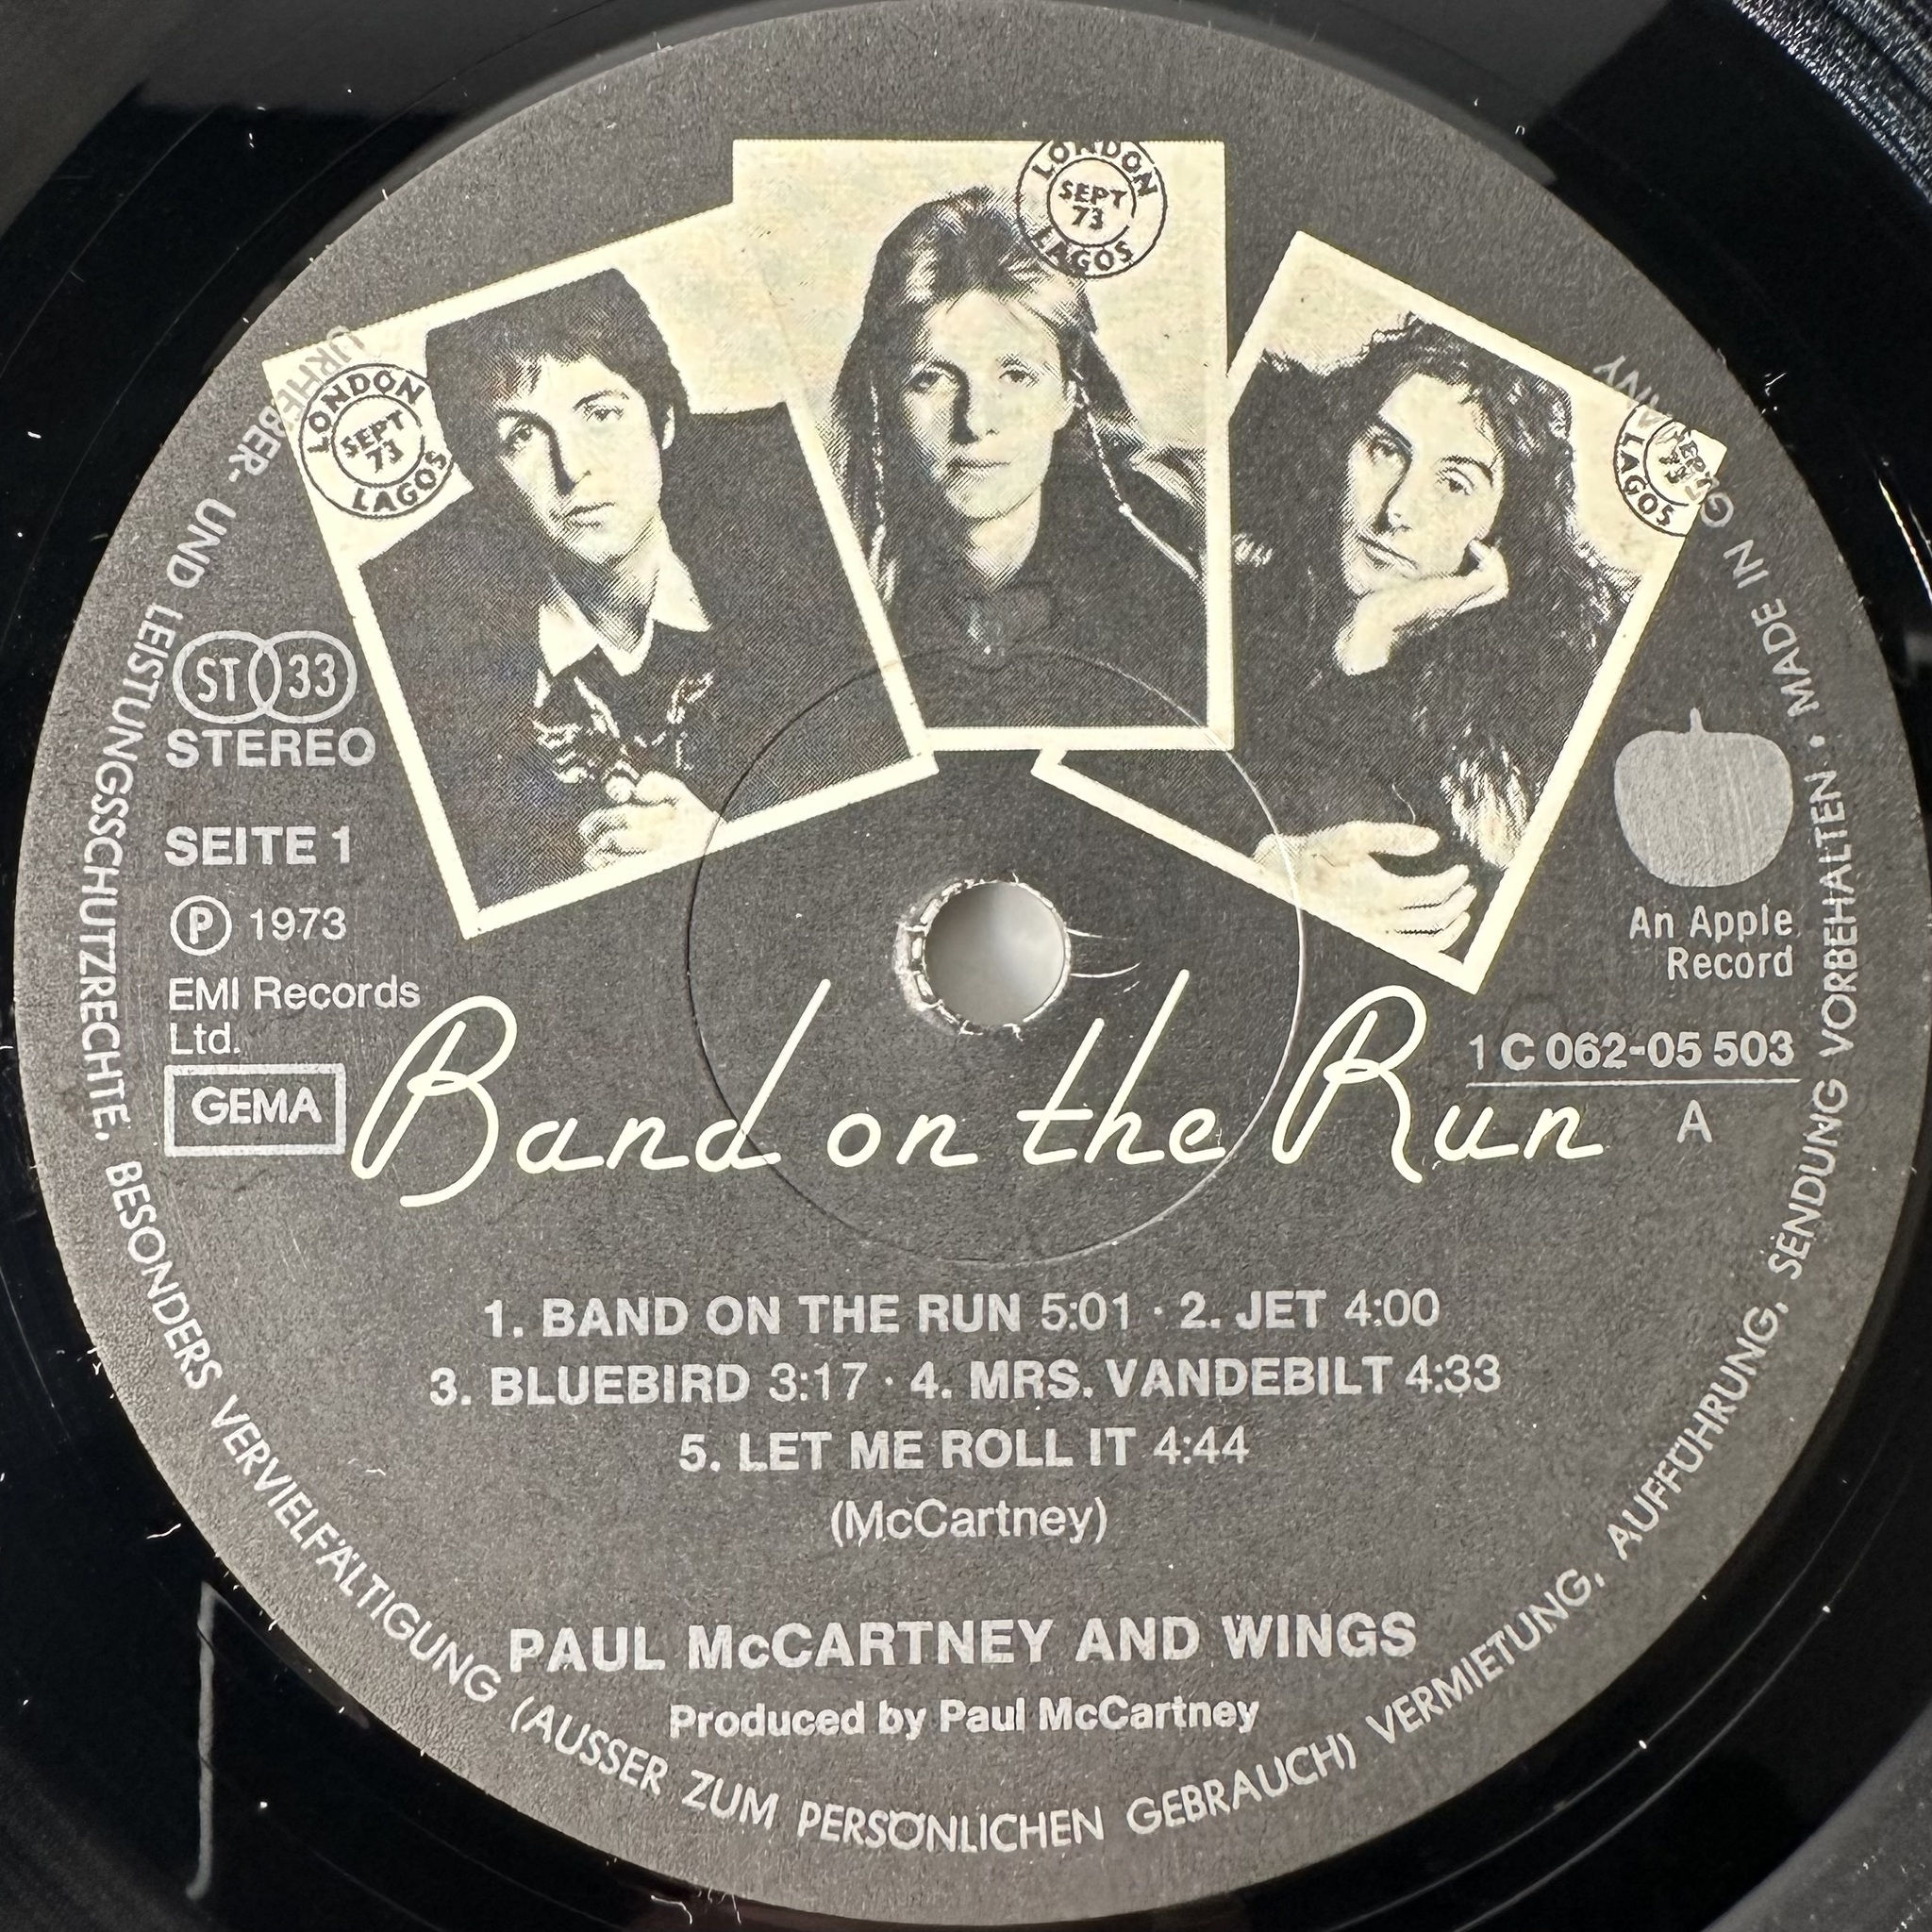 LONDON
SEPT
73
LAGOS
LONDON
SEPT
73
LAGOS
SEPT
73
LAGOS
ST 33
STEREO
SEITE 1
Ⓟ 1973
EMI Records
Ltd.
GEMA
An Apple
Record
1 C 062-05 503
A
Band on the Run
1. BAND ON THE RUN 5:01 · 2. JET 4:00
3. BLUEBIRD 3:17 · 4. MRS. VANDEBILT 4:33
5. LET ME ROLL IT 4:44
(McCartney)
PAUL McCARTNEY AND WINGS
Produced by Paul McCartney
URHEBER- UND LEISTUNGSSCHUTZRECHTE, BESONDERS VERVIELFÄLTIGUNG (AUSSER ZUM PERSÖNLICHEN GEBRAUCH) VERMIETUNG, AUFFÜHRUNG, SENDUNG VORBEHALTEN · MADE IN GERMANY